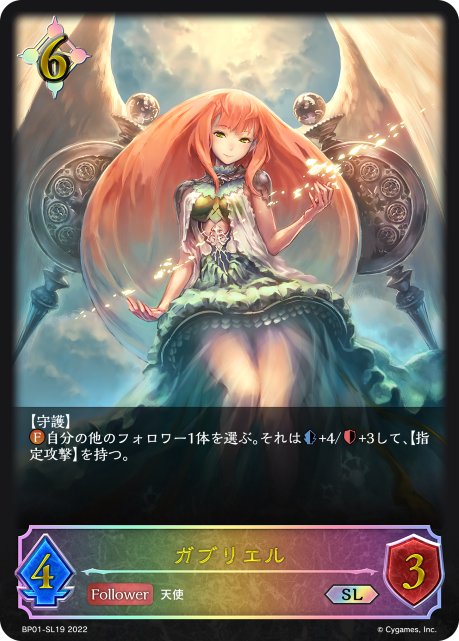 6
【守護】
F 自分の他のフォロワー1体を選ぶ。それは+4/+3して、【指
定攻撃】を持つ。
ガブリエル
4
Follower 天使
SL
3
BP01-SL19 2022
© Cygames, Inc.